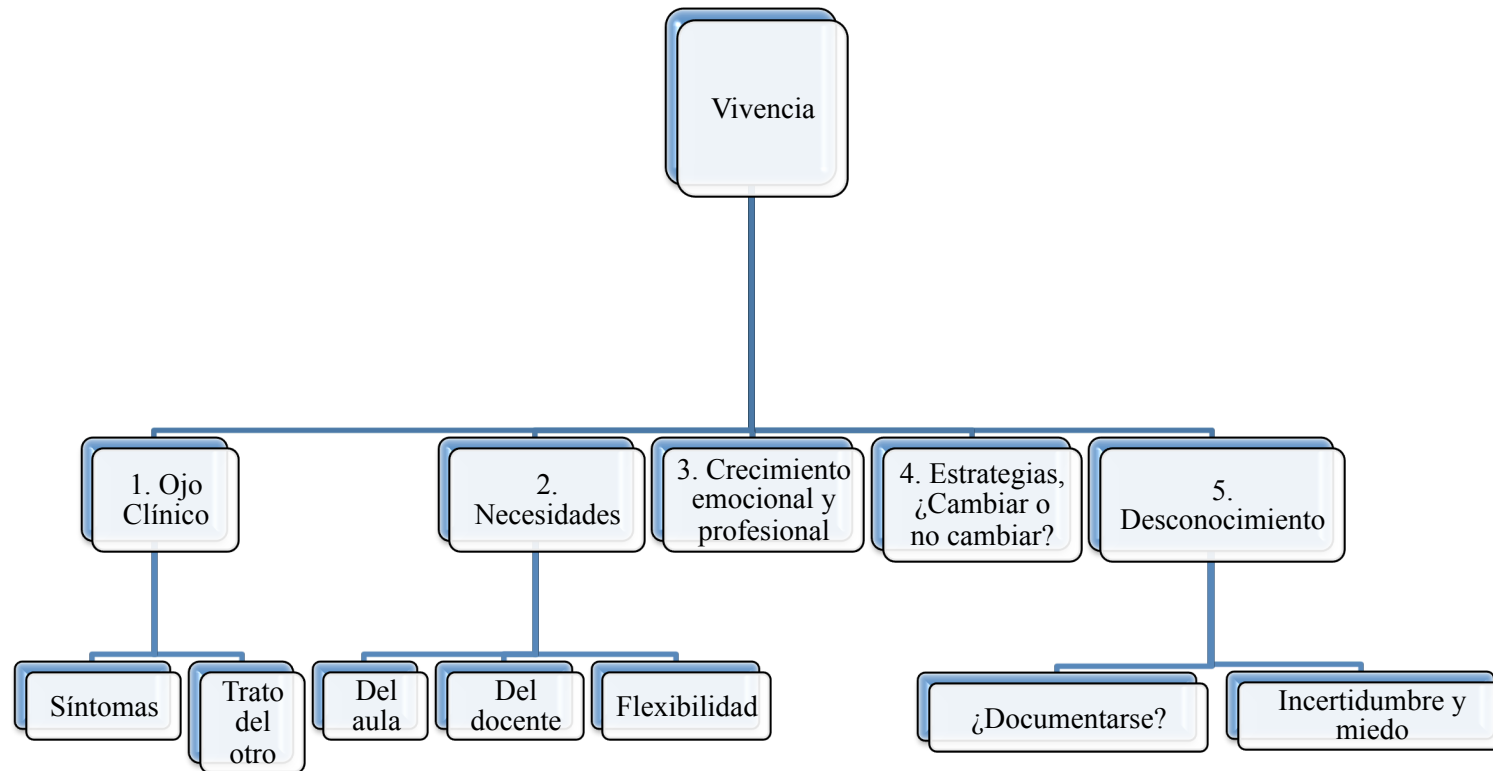 Vivencia
1. Ojo
Clínico
2.
Necesidades
3. Crecimiento
emocional y
profesional
4. Estrategias,
¿Cambiar o
no cambiar?
5.
Desconocimiento
Síntomas
Trato
del
otro
Del
aula
Del
docente
Flexibilidad
¿Documentarse?
Incertidumbre y
miedo